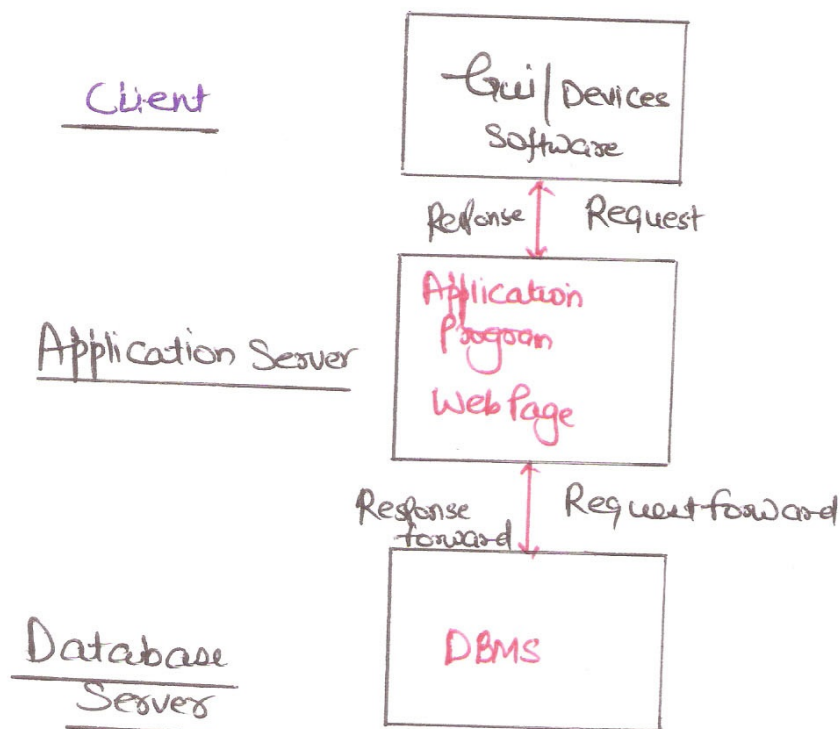 Client
Gui/Devices
Software
Response Request
Application Server
Application
Program
Web Page
Response
forward
Request forward
Database
Server
DBMS